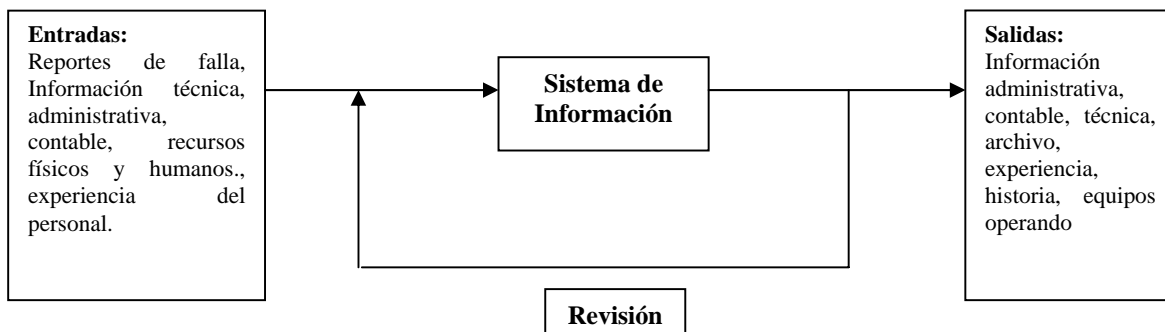 Entradas:
Reportes de falla,
Información técnica,
administrativa,
contable, recursos
físicos y humanos.,
experiencia del
personal.
Sistema de
Información
Salidas:
Información
administrativa,
contable, técnica,
archivo,
experiencia,
historia, equipos
operando
Revisión